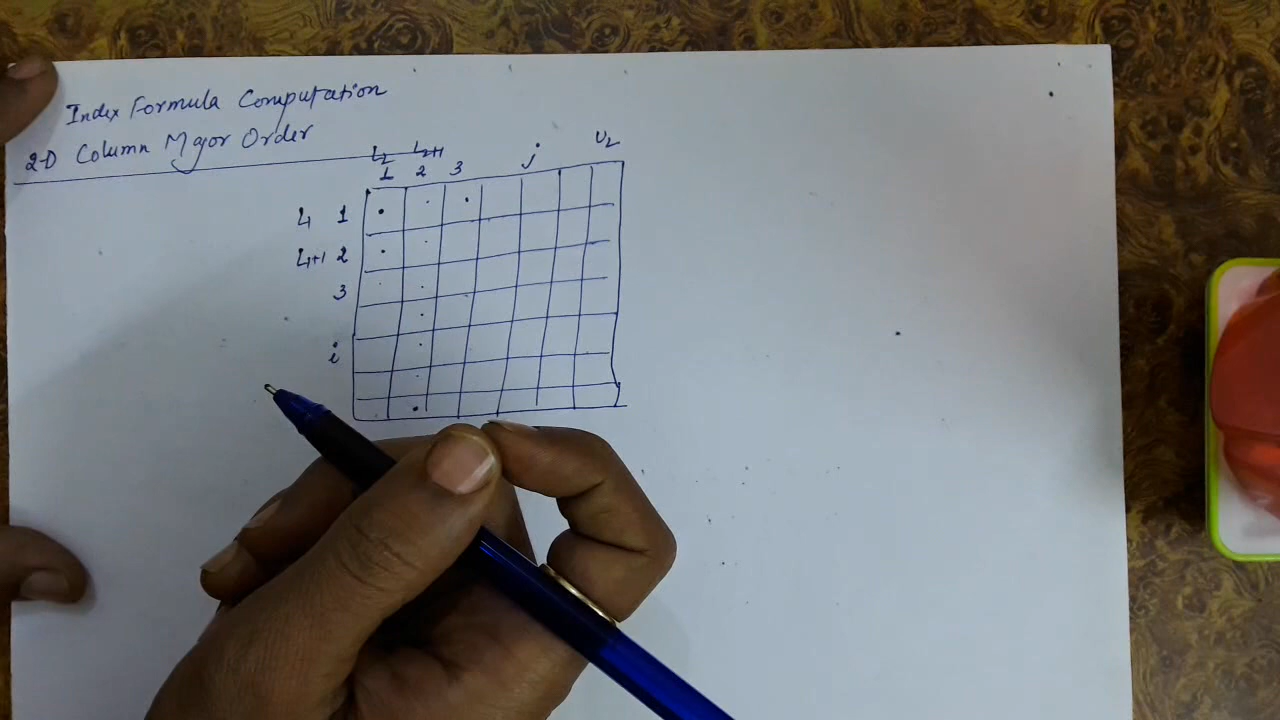 Index Formula Computation
2-D Column Major Order
L2 L2+1 j U2
1 2 3
L1 1
L1+1 2
3
i